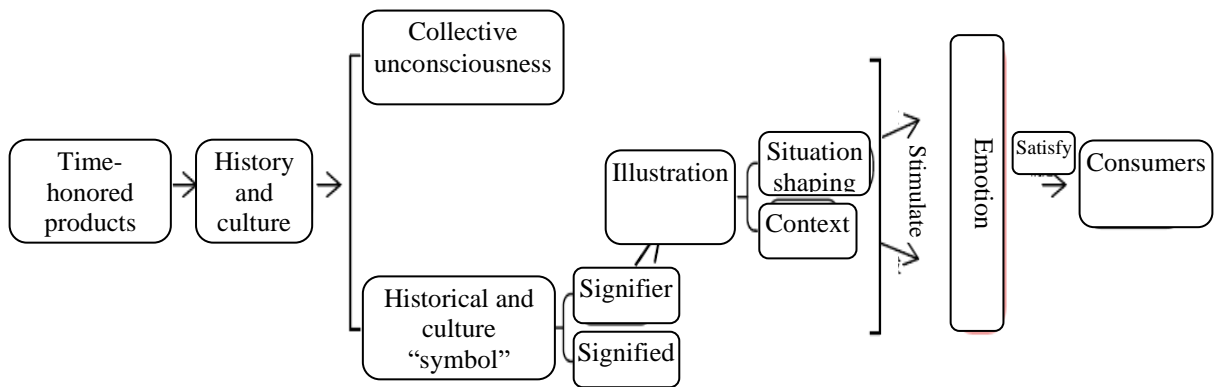 Time-
honored
products
History
and
culture
Collective
unconsciousness
Historical and
culture
“symbol”
Signifier
Signified
Illustration
Situation
shaping
Context
Stimulate
Emotion
Satisfy
Consumers